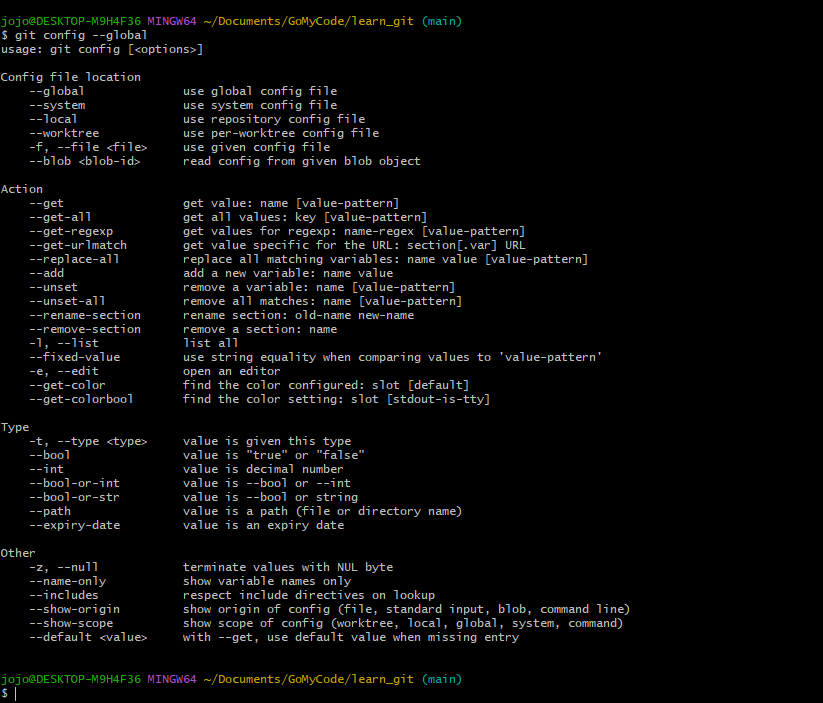 jojo@DESKTOP-M9H4F36 MINGW64 ~/Documents/GoMyCode/learn_git (main)
$ git config --global
usage: git config [<options>]

Config file location
    --global              use global config file
    --system              use system config file
    --local               use repository config file
    --worktree            use per-worktree config file
    -f, --file <file>     use given config file
    --blob <blob-id>      read config from given blob object

Action
    --get                 get value: name [value-pattern]
    --get-all             get all values: key [value-pattern]
    --get-regexp          get values for regexp: name-regex [value-pattern]
    --get-urlmatch        get value specific for the URL: section[.var] URL
    --replace-all         replace all matching variables: name value [value-pattern]
    --add                 add a new variable: name value
    --unset               remove a variable: name [value-pattern]
    --unset-all           remove all matches: name [value-pattern]
    --rename-section      rename section: old-name new-name
    --remove-section      remove a section: name
    -l, --list            list all
    --fixed-value         use string equality when comparing values to 'value-pattern'
    -e, --edit            open an editor
    --get-color           find the color configured: slot [default]
    --get-colorbool       find the color setting: slot [stdout-is-tty]

Type
    -t, --type <type>     value is given this type
    --bool                value is "true" or "false"
    --int                 value is decimal number
    --bool-or-int         value is --bool or --int
    --bool-or-str         value is --bool or string
    --path                value is a path (file or directory name)
    --expiry-date         value is an expiry date

Other
    -z, --null            terminate values with NUL byte
    --name-only           show variable names only
    --includes            respect include directives on lookup
    --show-origin         show origin of config (file, standard input, blob, command line)
    --show-scope          show scope of config (worktree, local, global, system, command)
    --default <value>     with --get, use default value when missing entry

jojo@DESKTOP-M9H4F36 MINGW64 ~/Documents/GoMyCode/learn_git (main)
$